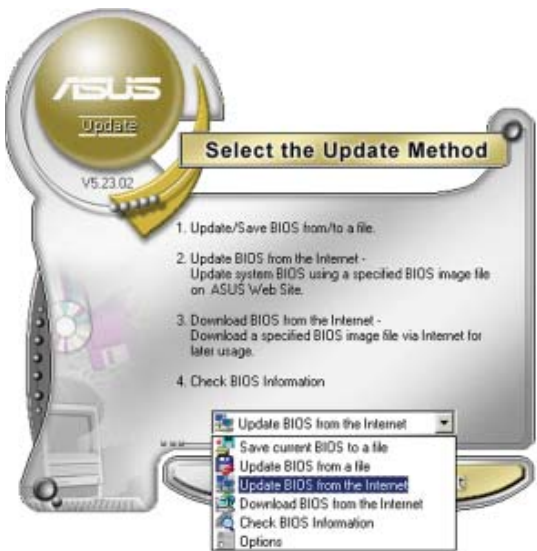 ASUS
Update
V5.23.02
Select the Update Method
1. Update/Save BIOS from/to a file.
2. Update BIOS from the Internet -
Update system BIOS using a specified BIOS image file
on ASUS Web Site.
3. Download BIOS from the Internet -
Download a specified BIOS image file via Internet for
later usage.
4. Check BIOS Information
Update BIOS from the Internet
Save current BIOS to a file
Update BIOS from a file
Update BIOS from the Internet
Download BIOS from the Internet
Check BIOS Information
Options